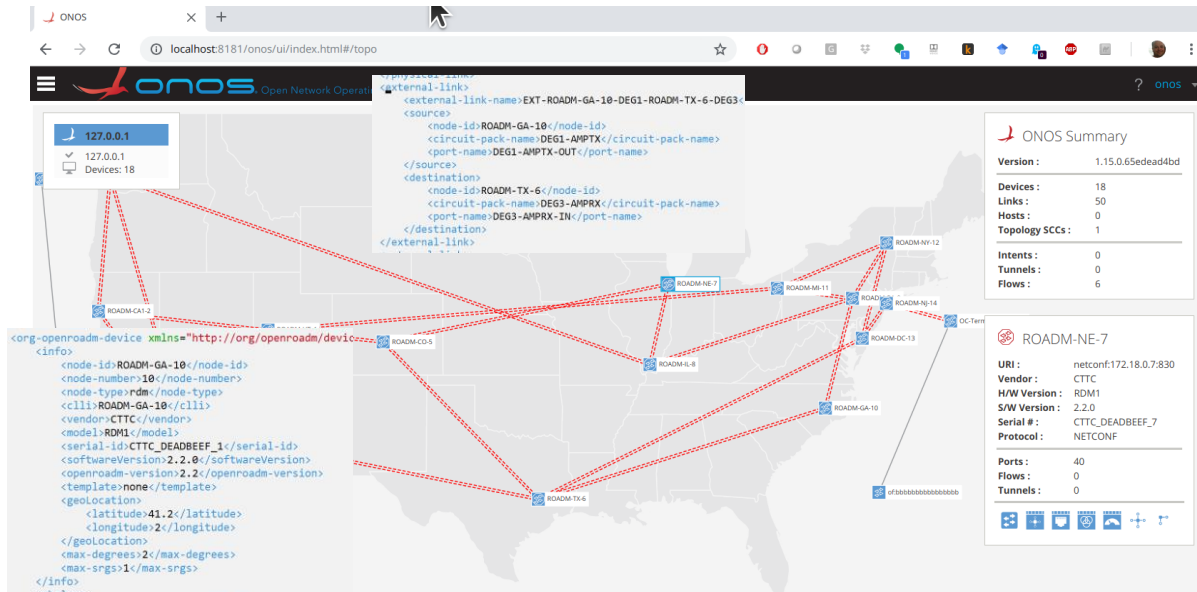 ONOS
localhost:8181/onos/ui/index.html#/topo
onos
Open Network Operati
? onos
127.0.0.1
127.0.0.1
Devices: 18
<external-link>
<external-link-name>EXT-ROADM-GA-10-DEG1-ROADM-TX-6-DEG3<
<source>
<node-id>ROADM-GA-10</node-id>
<circuit-pack-name>DEG1-AMPTX</circuit-pack-name>
<port-name>DEG1-AMPTX-OUT</port-name>
</source>
<destination>
<node-id>ROADM-TX-6</node-id>
<circuit-pack-name>DEG3-AMPRX</circuit-pack-name>
<port-name>DEG3-AMPRX-IN</port-name>
</destination>
</external-link>
ONOS Summary
Version : 1.15.0.65edead4bd
Devices : 18
Links : 50
Hosts : 0
Topology SCCs : 1
Intents : 0
Tunnels : 0
Flows : 6
ROADM-NY-12
ROADM-NE-7
ROADM-MI-11
ROADM-NJ-14
ROADM-CA1-2
OC-Term
ROADM-CO-5
ROADM-DC-13
ROADM-IL-8
ROADM-GA-10
ROADM-TX-6
of:bbbbbbbbbbbbbbbb
<org-openroadm-device xmlns="http://org/openroadm/devic
<info>
<node-id>ROADM-GA-10</node-id>
<node-number>10</node-number>
<node-type>rdm</node-type>
<clli>ROADM-GA-10</clli>
<vendor>CTTC</vendor>
<model>RDM1</model>
<serial-id>CTTC_DEADBEEF_1</serial-id>
<softwareVersion>2.2.0</softwareVersion>
<openroadm-version>2.2</openroadm-version>
<template>none</template>
<geoLocation>
<latitude>41.2</latitude>
<longitude>2</longitude>
</geoLocation>
<max-degrees>2</max-degrees>
<max-srgs>1</max-srgs>
</info>
ROADM-NE-7
URI : netconf:172.18.0.7:830
Vendor : CTTC
H/W Version : RDM1
S/W Version : 2.2.0
Serial # : CTTC_DEADBEEF_7
Protocol : NETCONF
Ports : 40
Flows : 0
Tunnels : 0